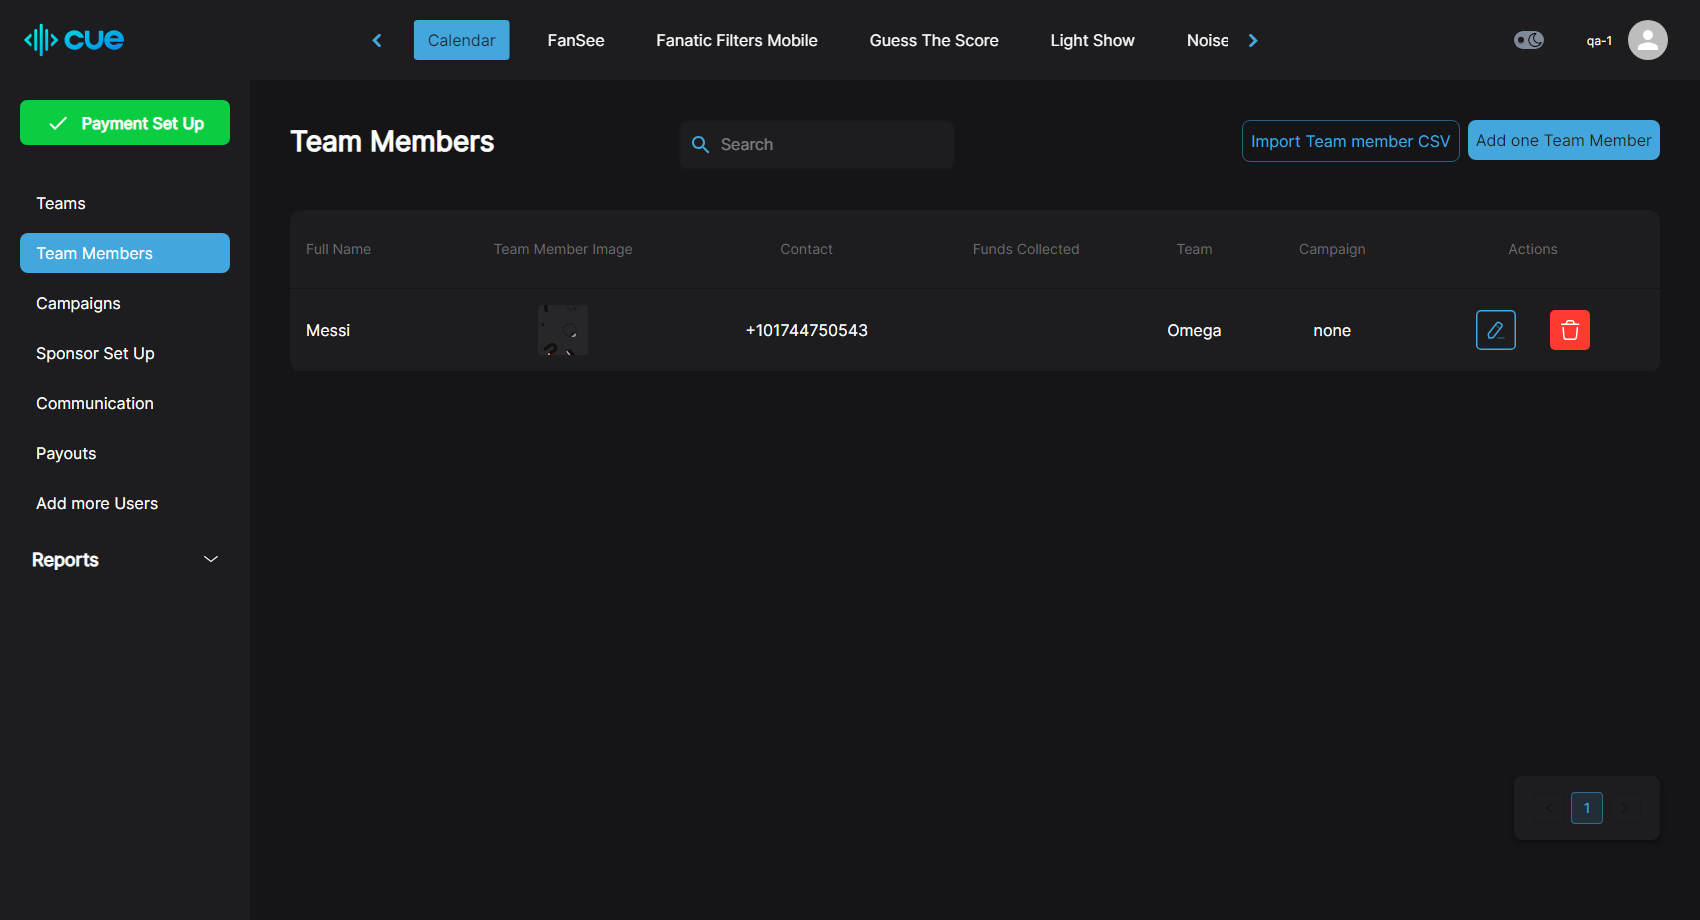 cue
Calendar
FanSee
Fanatic Filters Mobile
Guess The Score
Light Show
Noise
qa-1
Payment Set Up
Teams
Team Members
Campaigns
Sponsor Set Up
Communication
Payouts
Add more Users
Reports
Team Members
Search
Import Team member CSV
Add one Team Member
Full Name
Team Member Image
Contact
Funds Collected
Team
Campaign
Actions
Messi
+101744750543
Omega
none
1